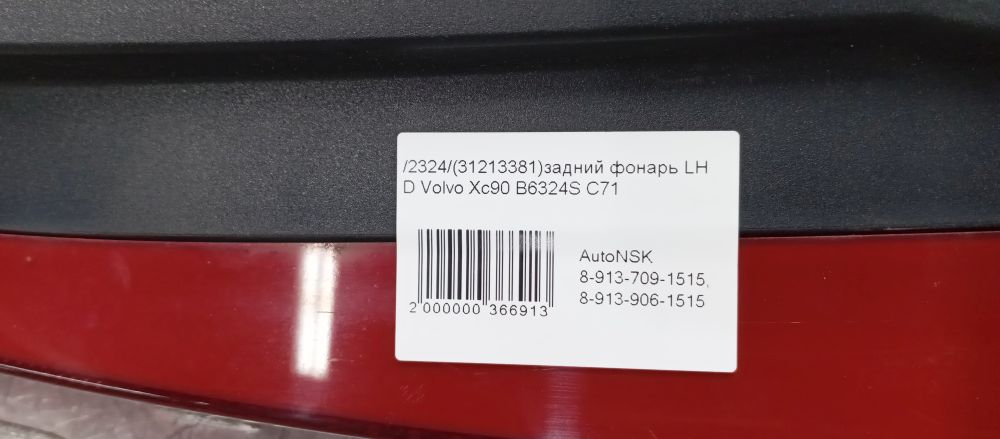 /2324/(31213381)задний фонарь LH
D Volvo Xc90 B6324S C71
AutoNSK
8-913-709-1515,
8-913-906-1515
2 000000 366913